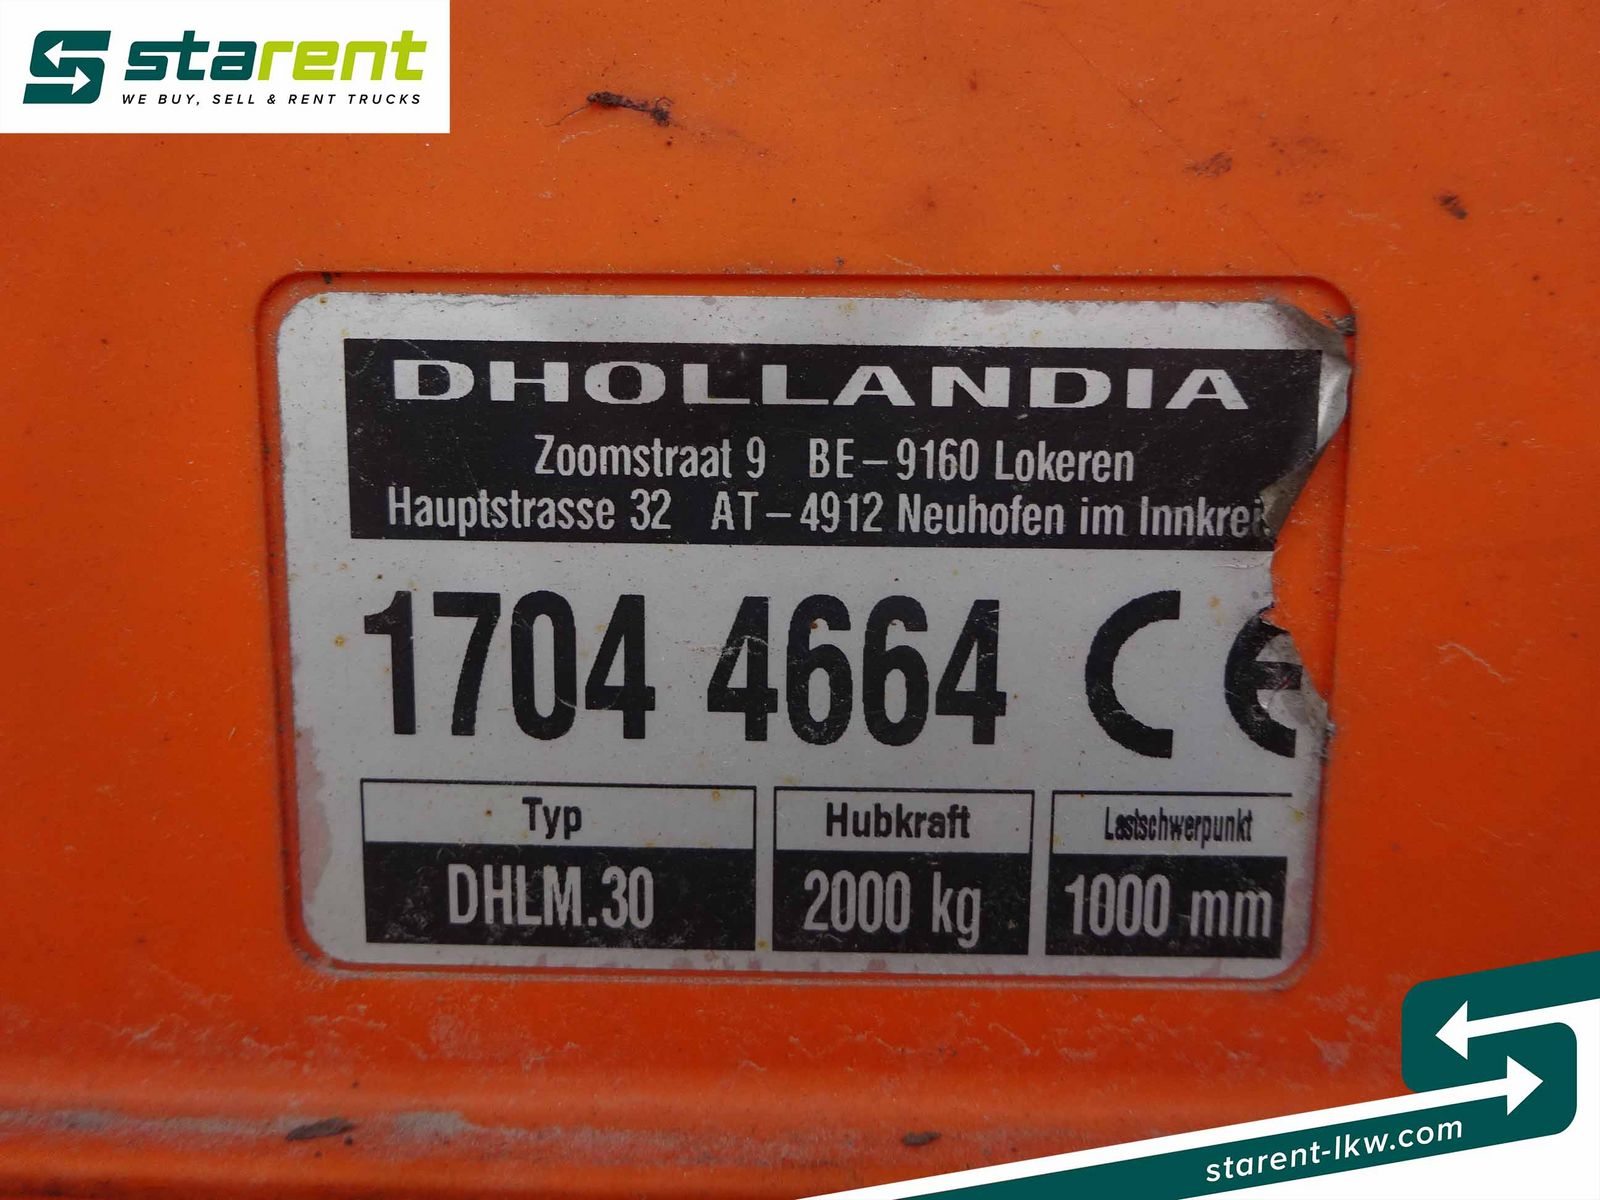 starent
WE BUY, SELL & RENT TRUCKS
DHOLLANDIA
Zoomstraat 9 BE-9160 Lokeren
Hauptstrasse 32 AT-4912 Neuhofen im
1704 4664 CE
Typ Hubkraft Lastschwerpunkt
DHLM.30 2000 kg 1000 mm
starent-lkw.com